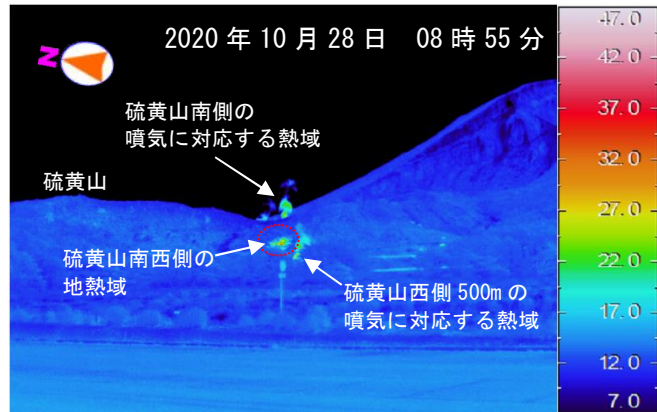 2020 年 10 月 28 日　08 時 55 分
N
硫黄山南側の
噴気に対応する熱域
硫黄山
硫黄山南西側の
地熱域
硫黄山西側 500m の
噴気に対応する熱域
47.0
42.0
37.0
32.0
27.0
22.0
17.0
12.0
7.0